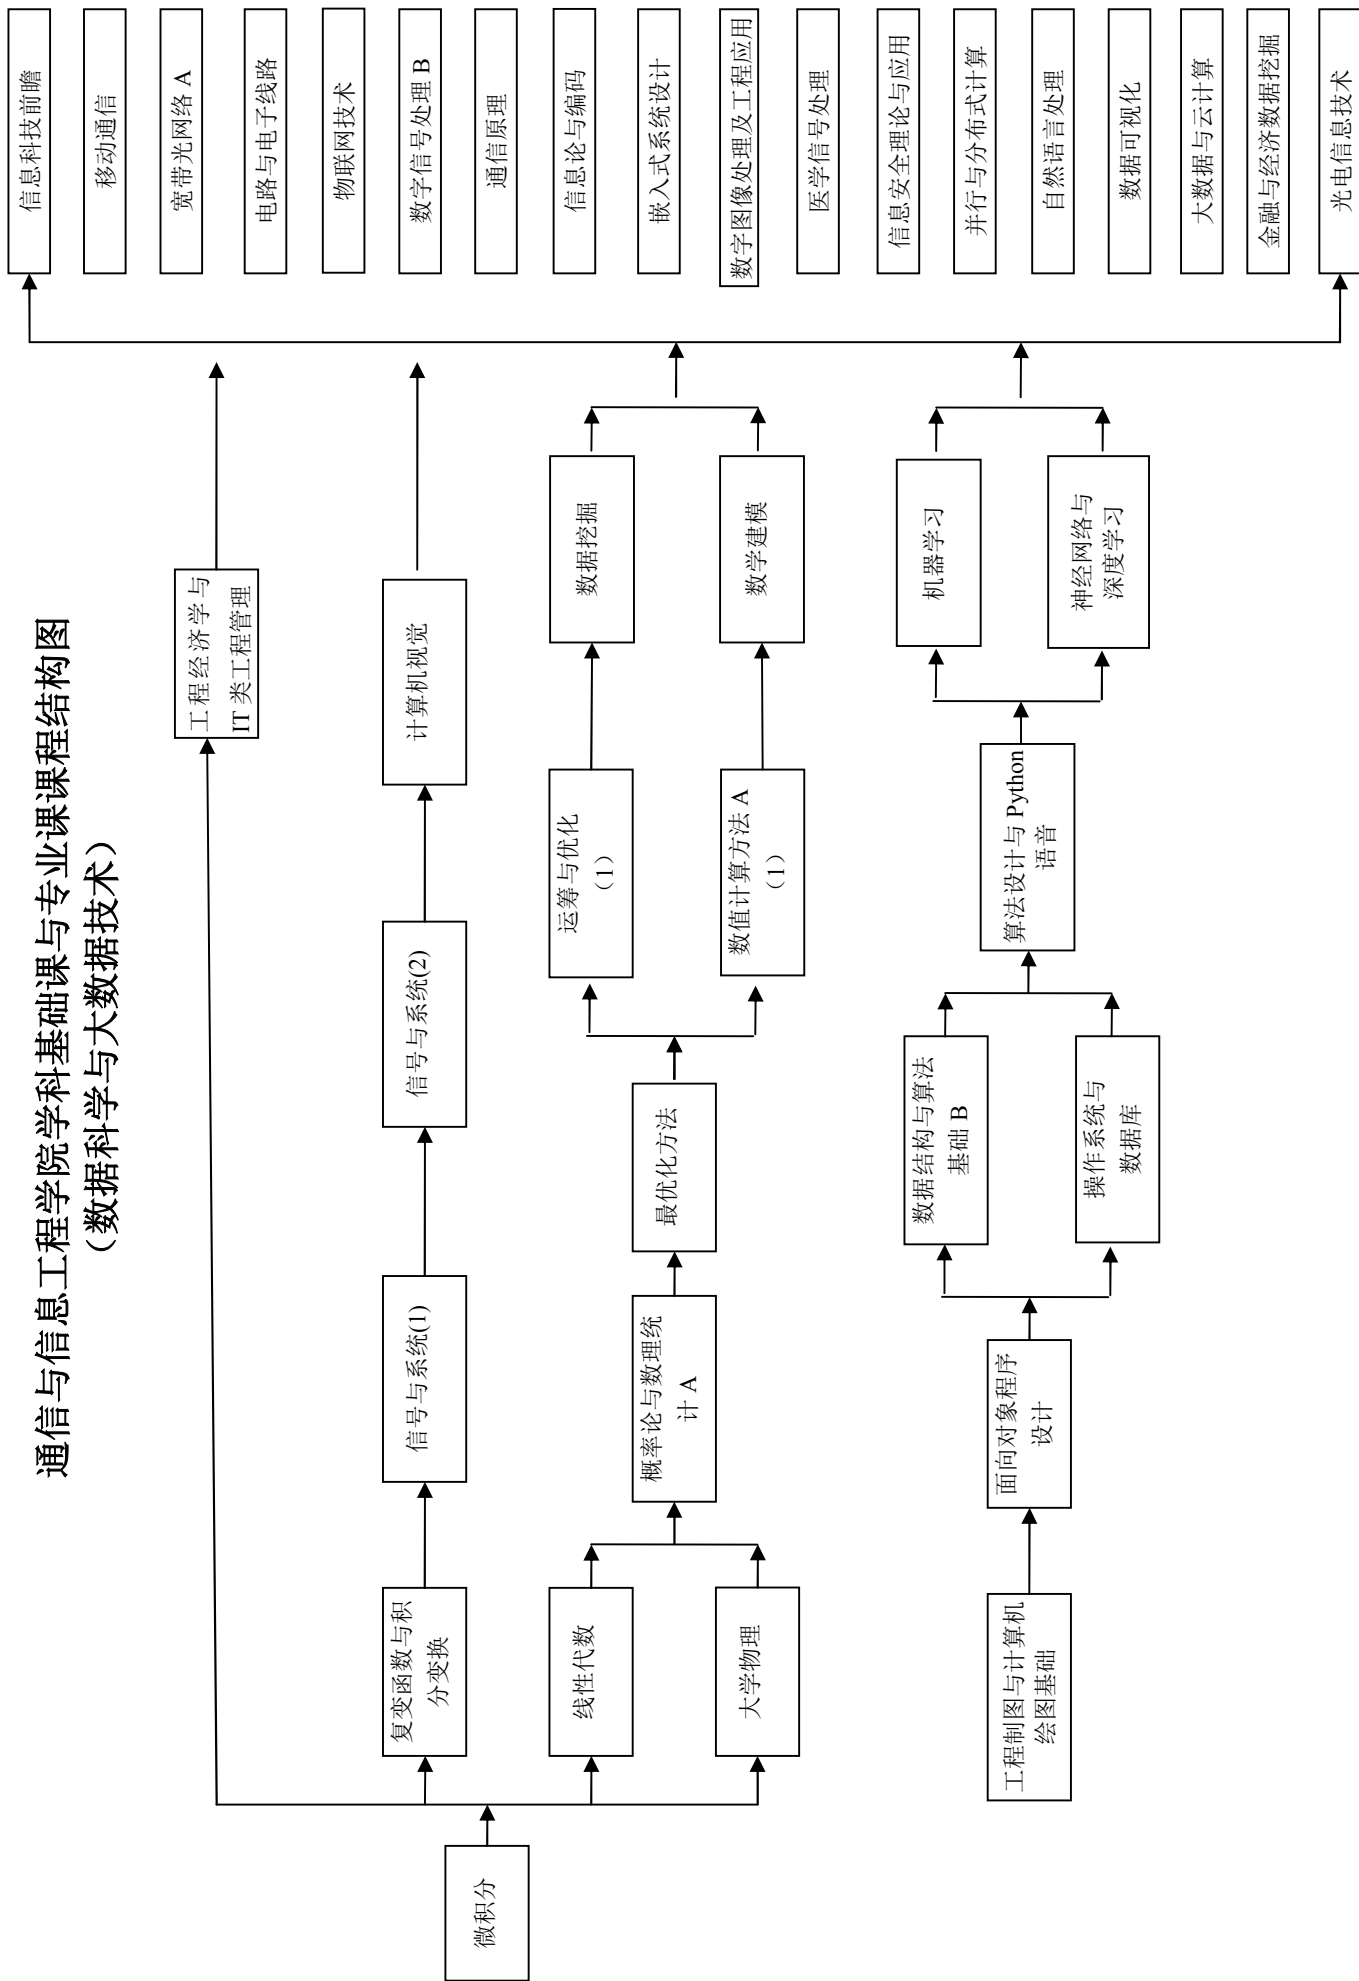 通信与信息工程学院学科基础课与专业课课程结构图
（数据科学与大数据技术）
微积分
工程经济学与
IT 类工程管理
复变函数与积
分变换
信号与系统(1)
信号与系统(2)
计算机视觉
线性代数
大学物理
概率论与数理统
计 A
最优化方法
运筹与优化
（1）
数值计算方法 A
（1）
数据挖掘
数学建模
工程制图与计算机
绘图基础
面向对象程序
设计
数据结构与算法
基础 B
操作系统与
数据库
算法设计与 Python
语音
机器学习
神经网络与
深度学习
信息科技前瞻
移动通信
宽带光网络 A
电路与电子线路
物联网技术
数字信号处理 B
通信原理
信息论与编码
嵌入式系统设计
数字图像处理及工程应用
医学信号处理
信息安全理论与应用
并行与分布式计算
自然语言处理
数据可视化
大数据与云计算
金融与经济数据挖掘
光电信息技术